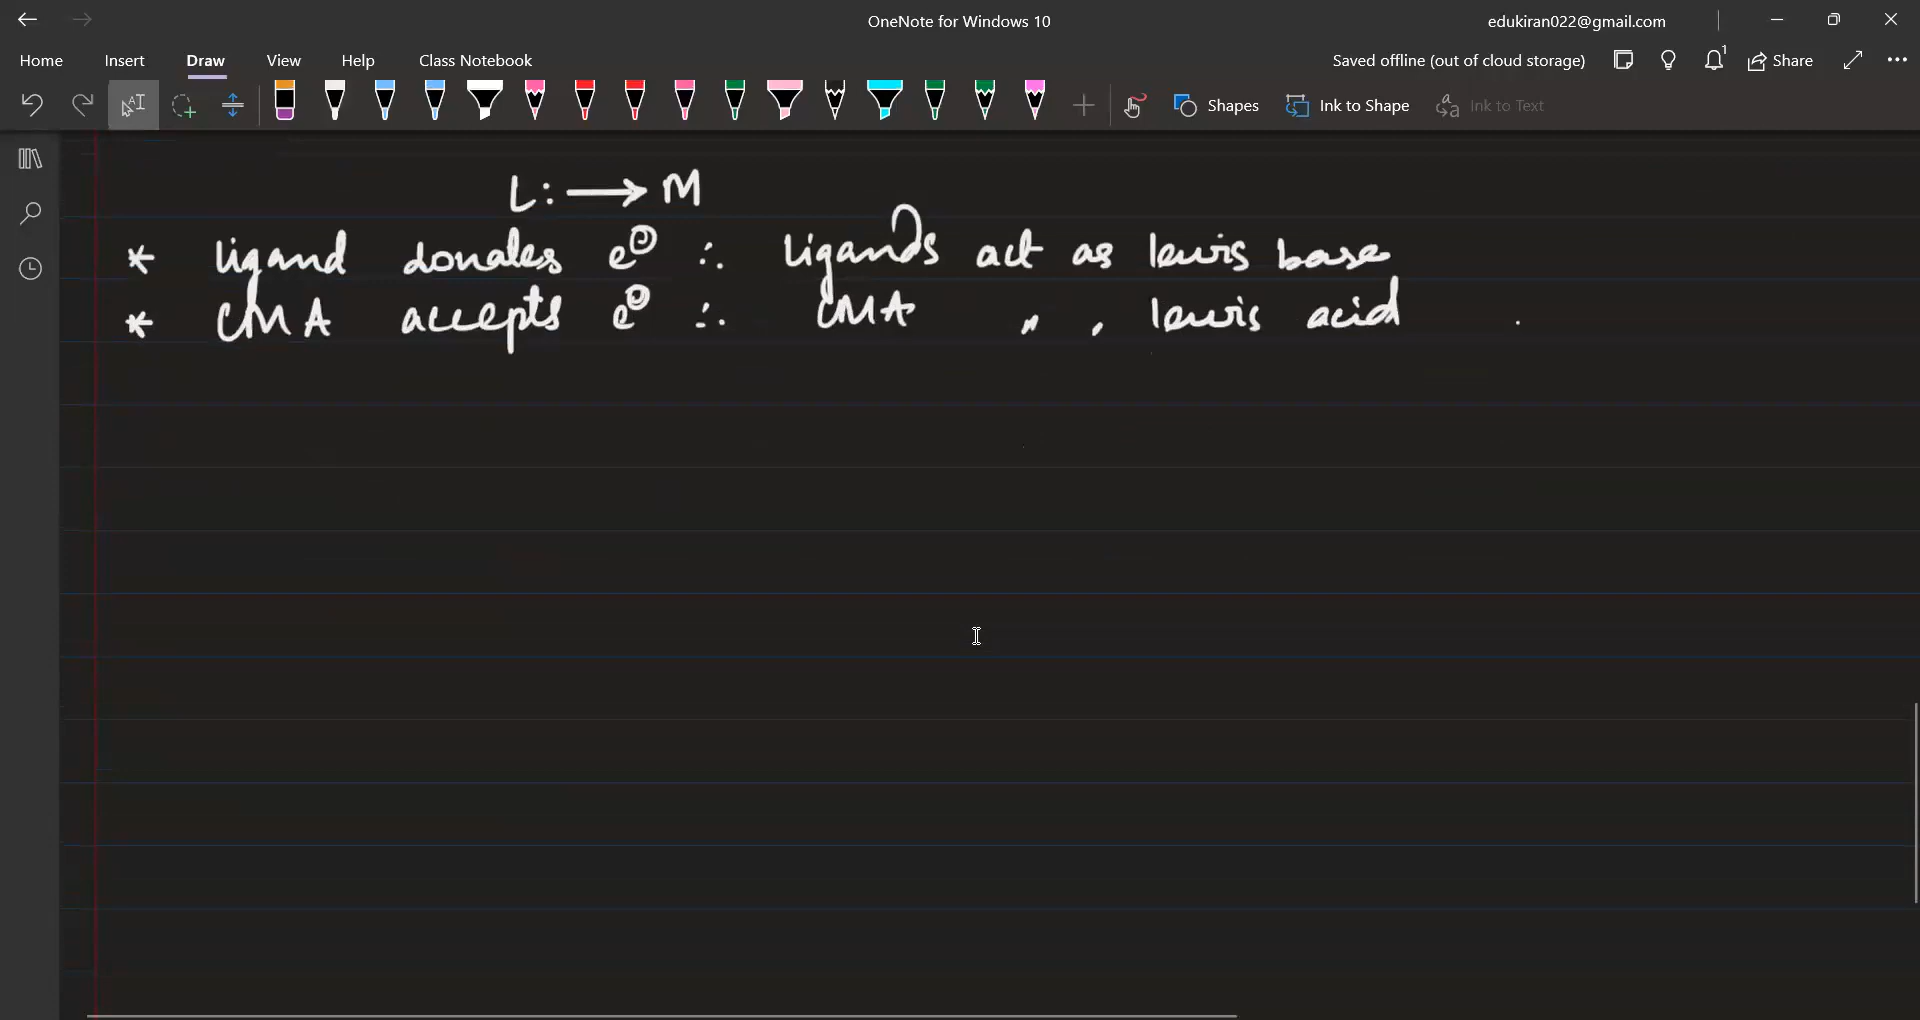 OneNote for Windows 10
edukiran022@gmail.com
Home Insert Draw View Help Class Notebook
Saved offline (out of cloud storage)
1
Share
Shapes
Ink to Shape
Ink to Text
L: → M
* ligand donates e⊖ ∴ ligands act as lewis base
* CMA accepts e⊖ ∴ CMA " " lewis acid